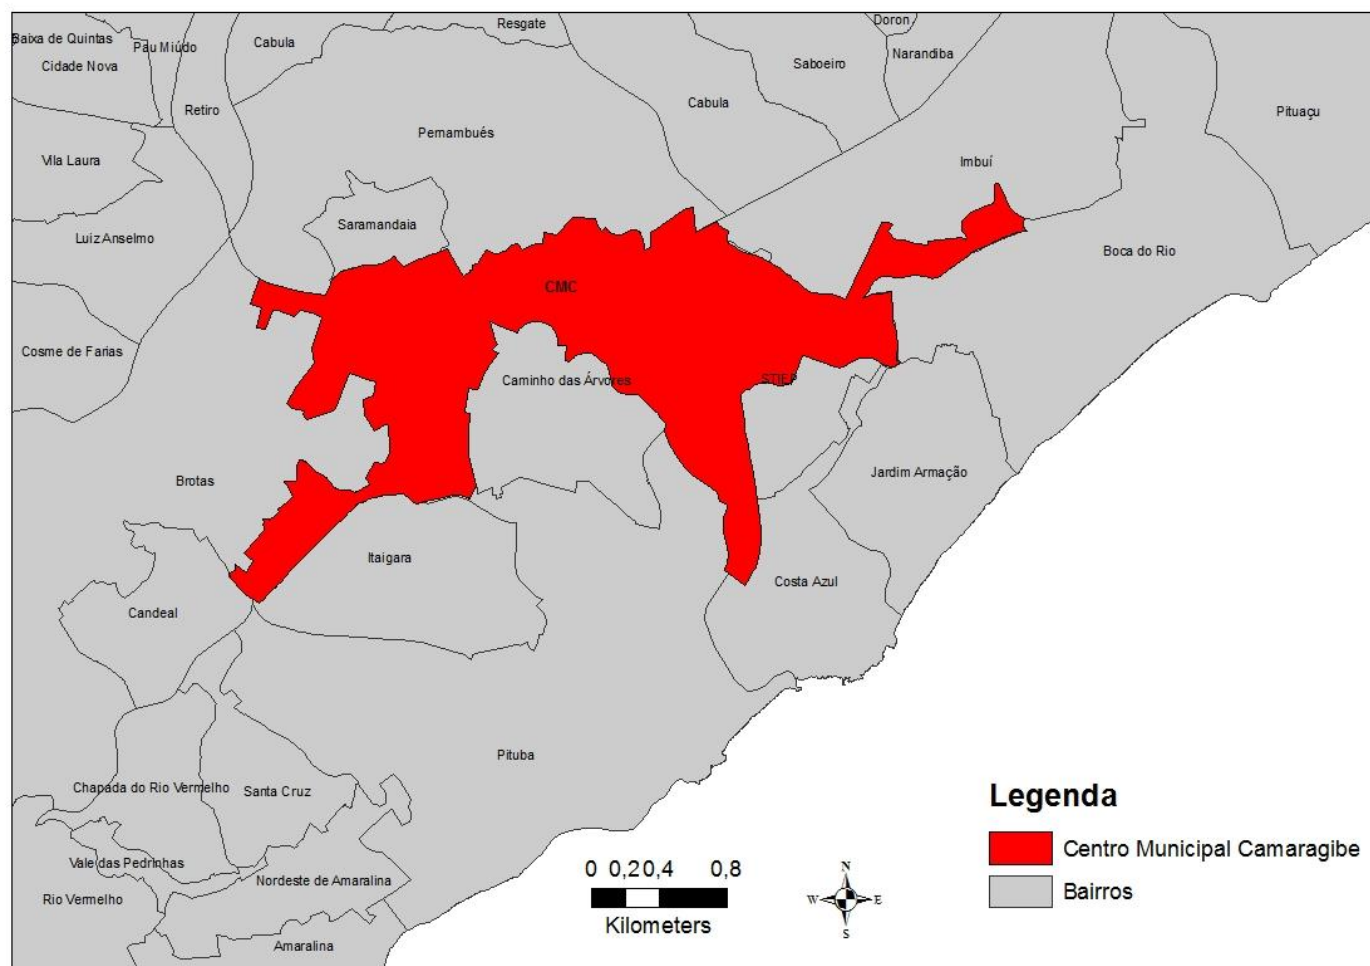 Resgate
Doron
Baixa de Quintas
Pau Miúdo
Cabula
Narandiba
Cidade Nova
Saboeiro
Retiro
Cabula
Pituaçu
Pernambués
Vila Laura
Imbuí
Saramandaia
Luiz Anselmo
Boca do Rio
CMC
Cosme de Farias
Caminho das Árvores
STIEP
Jardim Armação
Brotas
Itaigara
Costa Azul
Candeal
Pituba
Chapada do Rio Vermelho
Santa Cruz
Vale das Pedrinhas
Nordeste de Amaralina
Rio Vermelho
Amaralina
0 0,20,4 0,8
Kilometers
N
W E
S
Legenda
Centro Municipal Camaragibe
Bairros